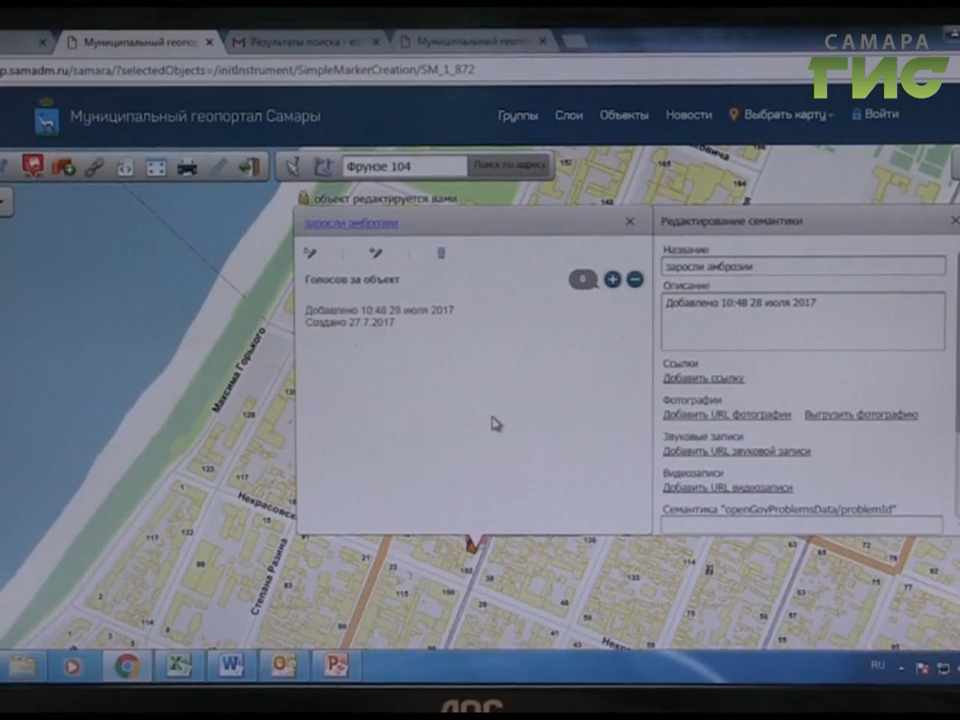 САМАРА
ГИС
Муниципальный геопо
Результаты поиска - ec
Муниципальный геопо
p.samadm.ru/samara/?selectedObjects=/initInstrument/SimpleMarkerCreation/SM_1_872
Муниципальный геопортал Самары
Группы Слои Объекты Новости Выбрать карту Войти
Фрунзе 104 Поиск по адресу
объект редактируется вами
заросли амброзии
Голосов за объект
0
Добавлено 10:48 28 июля 2017
Создано 27.7.2017
Редактирование семантики
Название
заросли амброзии
Описание
Добавлено 10:48 28 июля 2017
Ссылки
Добавить ссылку
Фотографии
Добавить URL фотографии Выгрузить фотографию
Звуковые записи
Добавить URL звуковой записи
Видеозаписи
Добавить URL видеозаписи
Семантика "openGovProblemsData/problemId"
Максима Горького
Некрасовс
Степана Разина
RU
AOC